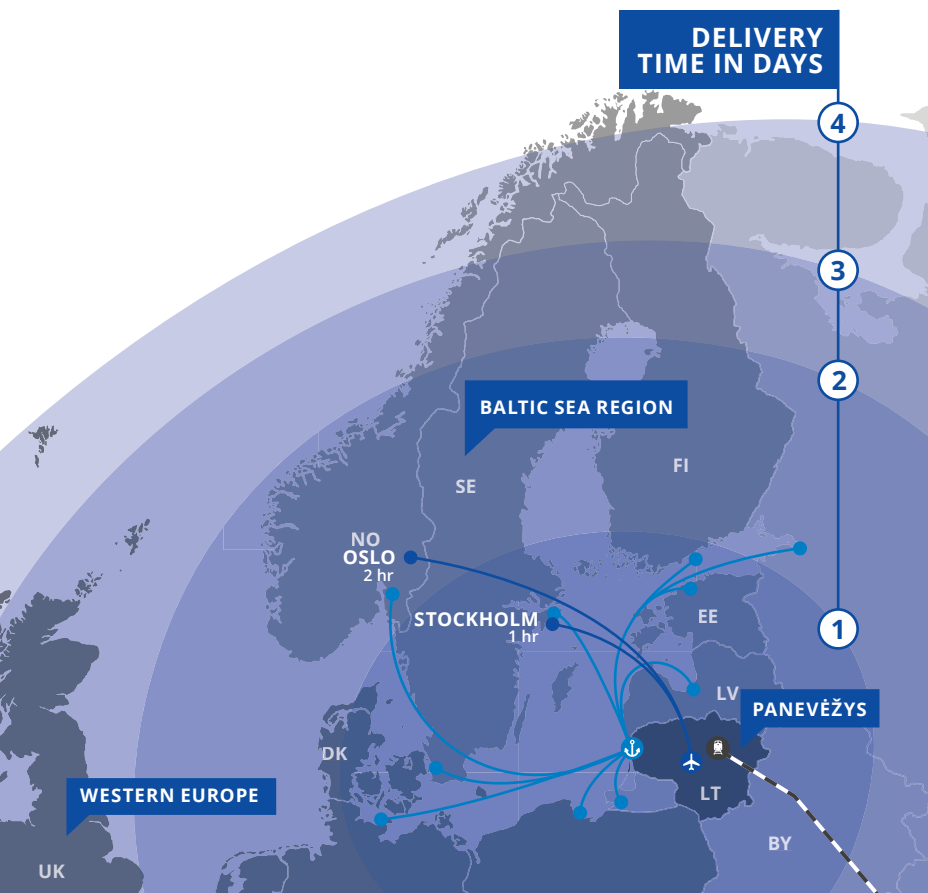 DELIVERY
TIME IN DAYS
4
3
2
BALTIC SEA REGION
FI
SE
NO
OSLO
2 hr
STOCKHOLM
1 hr
EE
1
LV
PANEVĖŽYS
DK
WESTERN EUROPE
LT
BY
UK